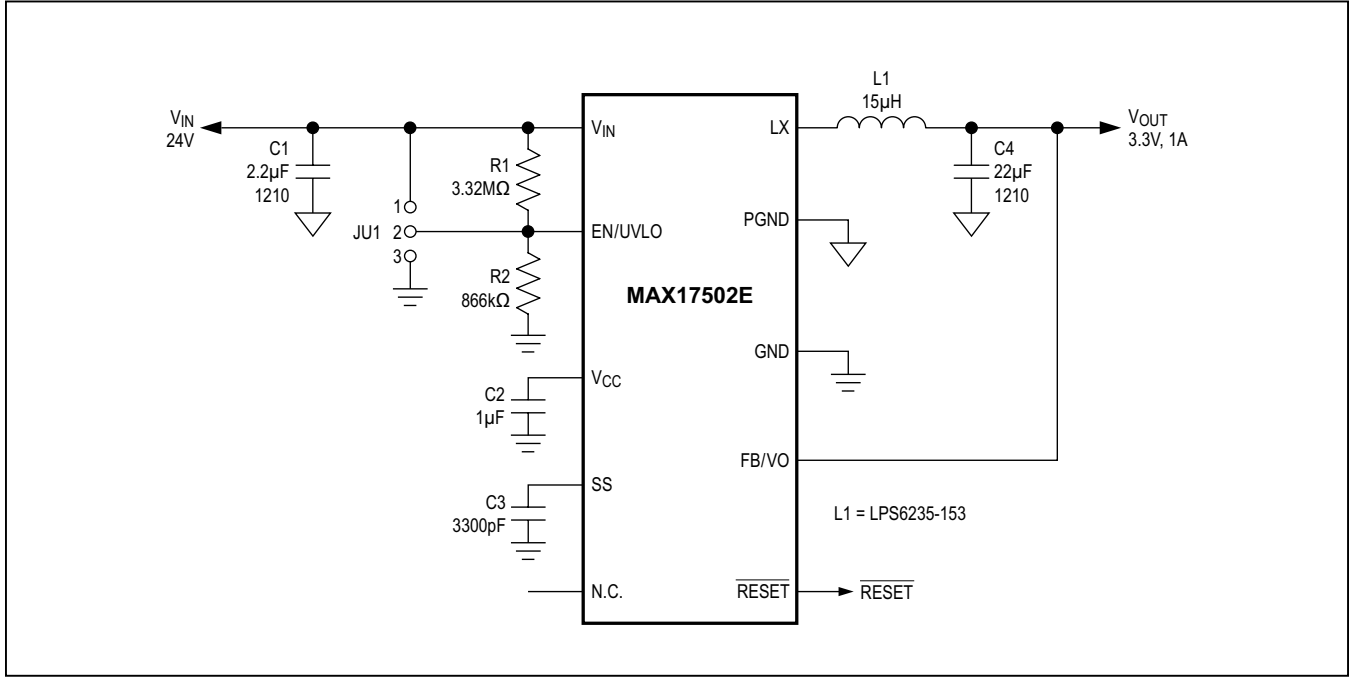 VIN
24V
C1
2.2µF
1210
JU1
1
2
3
R1
3.32MΩ
R2
866kΩ
C2
1µF
C3
3300pF
VIN
EN/UVLO
VCC
SS
N.C.
MAX17502E
LX
PGND
GND
FB/VO
RESET
L1
15µH
C4
22µF
1210
VOUT
3.3V, 1A
L1 = LPS6235-153
RESET